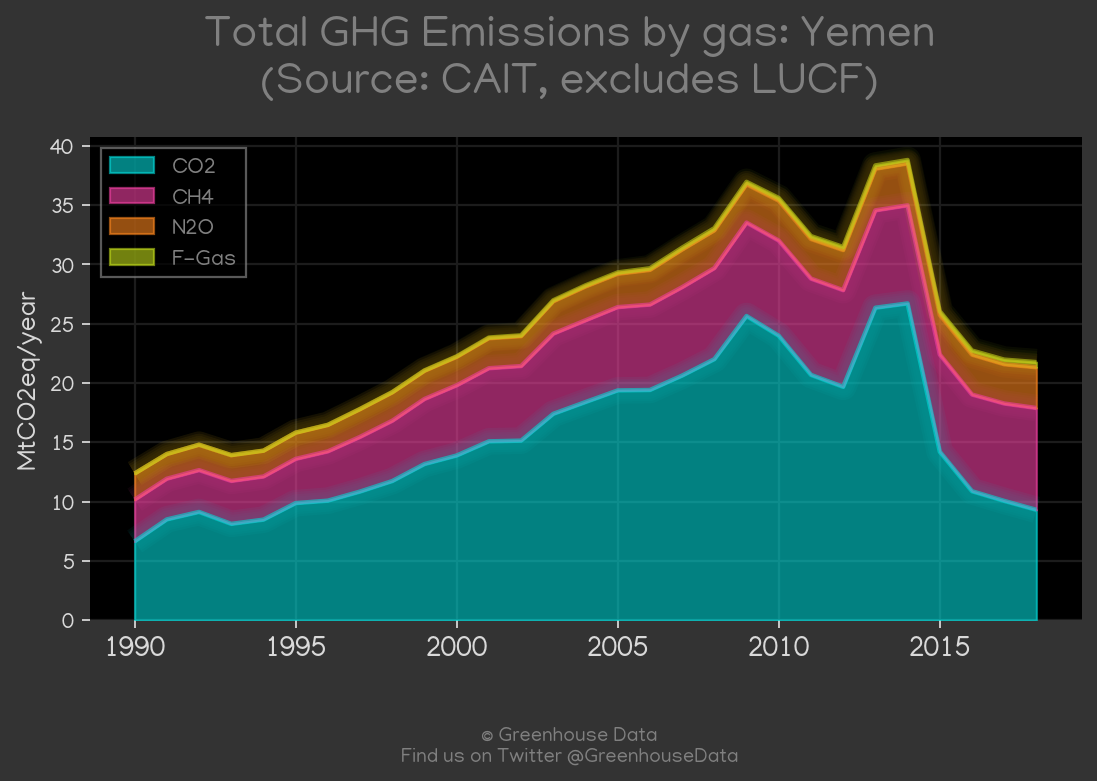 Total GHG Emissions by gas: Yemen
(Source: CAIT, excludes LUCF)
CO2
CH4
N2O
F-Gas
MtCO2eq/year
40
35
30
25
20
15
10
5
0
1990 1995 2000 2005 2010 2015
© Greenhouse Data
Find us on Twitter @GreenhouseData